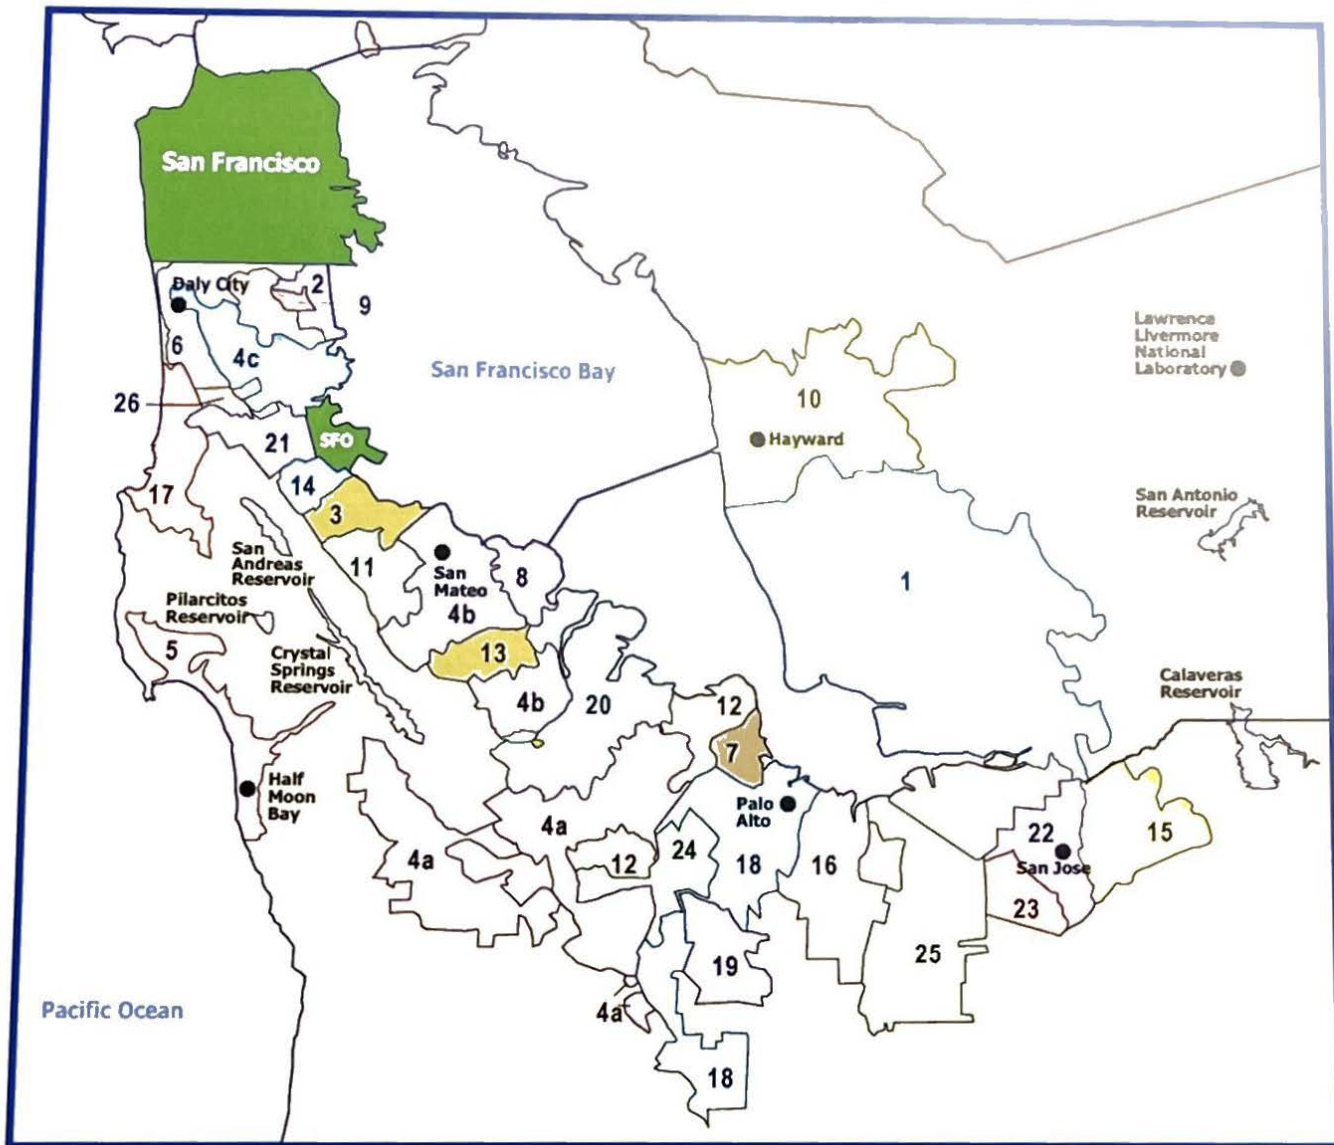 San Francisco
Daly City
2
9
6
4c
San Francisco Bay
Lawrence
Livermore
National
Laboratory
26
10
21
SFO
Hayward
14
17
3
San Antonio
Reservoir
San
Andreas
Reservoir
11
San
Mateo
8
1
Pilarcitos
Reservoir
4b
5
13
Crystal
Springs
Reservoir
Calaveras
Reservoir
4b
20
12
7
Half
Moon
Bay
Palo
Alto
4a
22
15
4a
12
24
18
16
San Jose
23
25
19
Pacific Ocean
4a
18